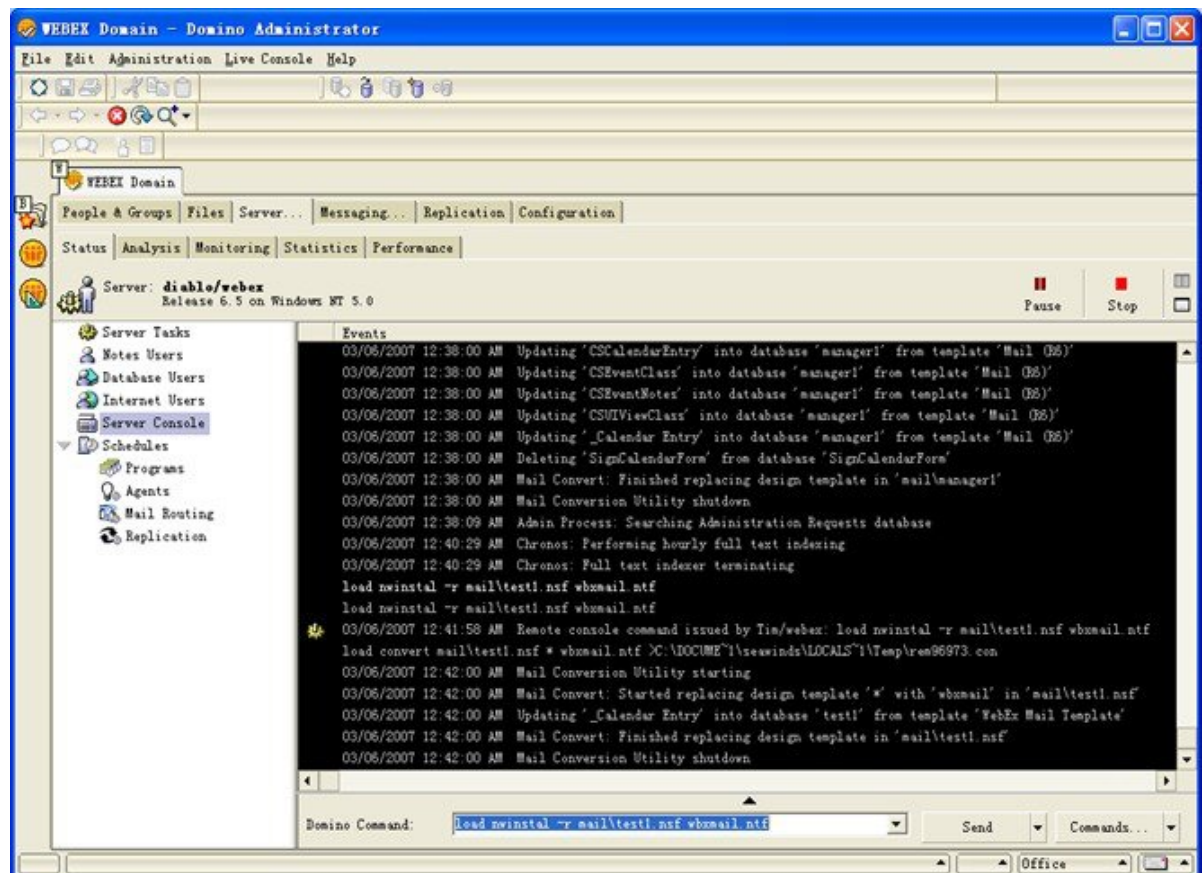 WEBEX Domain - Domino Administrator
File Edit Administration Live Console Help
WEBEX Domain
People & Groups Files Server... Messaging... Replication Configuration
Status Analysis Monitoring Statistics Performance
Server: diablo/webex
Release 6.5 on Windows NT 5.0
Pause Stop
Server Tasks
Notes Users
Database Users
Internet Users
Server Console
Schedules
Programs
Agents
Mail Routing
Replication
Events
03/06/2007 12:38:00 AM Updating 'CSCalendarEntry' into database 'manager1' from template 'Mail (R6)'
03/06/2007 12:38:00 AM Updating 'CSEventClass' into database 'manager1' from template 'Mail (R6)'
03/06/2007 12:38:00 AM Updating 'CSEventNotes' into database 'manager1' from template 'Mail (R6)'
03/06/2007 12:38:00 AM Updating 'CSUIViewClass' into database 'manager1' from template 'Mail (R6)'
03/06/2007 12:38:00 AM Updating '_Calendar Entry' into database 'manager1' from template 'Mail (R6)'
03/06/2007 12:38:00 AM Deleting 'SignCalendarForm' from database 'SignCalendarForm'
03/06/2007 12:38:00 AM Mail Convert: Finished replacing design template in 'mail\manager1'
03/06/2007 12:38:00 AM Mail Conversion Utility shutdown
03/06/2007 12:38:09 AM Admin Process: Searching Administration Requests database
03/06/2007 12:40:29 AM Chronos: Performing hourly full text indexing
03/06/2007 12:40:29 AM Chronos: Full text indexer terminating
load nwinstal -r mail\test1.nsf wbxmail.ntf
load nwinstal -r mail\test1.nsf wbxmail.ntf
03/06/2007 12:41:58 AM Remote console command issued by Tim/webex: load nwinstal -r mail\test1.nsf wbxmail.ntf
load convert mail\test1.nsf * wbxmail.ntf >C:\DOCUME~1\seawinds\LOCALS~1\Temp\rem96973.con
03/06/2007 12:42:00 AM Mail Conversion Utility starting
03/06/2007 12:42:00 AM Mail Convert: Started replacing design template '*' with 'wbxmail' in 'mail\test1.nsf'
03/06/2007 12:42:00 AM Updating '_Calendar Entry' into database 'test1' from template 'WebEx Mail Template'
03/06/2007 12:42:00 AM Mail Convert: Finished replacing design template in 'mail\test1.nsf'
03/06/2007 12:42:00 AM Mail Conversion Utility shutdown
Domino Command: load nwinstal -r mail\test1.nsf wbxmail.ntf Send Commands...
Office